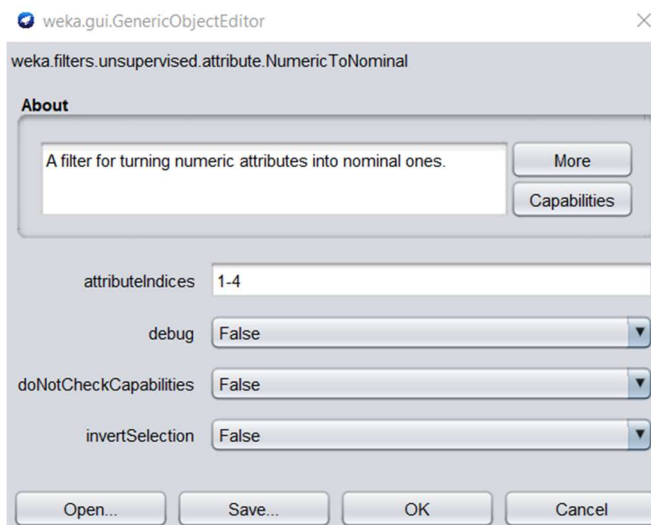 weka.gui.GenericObjectEditor
weka.filters.unsupervised.attribute.NumericToNominal
About
A filter for turning numeric attributes into nominal ones.
More
Capabilities
attributeIndices 1-4
debug False
doNotCheckCapabilities False
invertSelection False
Open... Save... OK Cancel